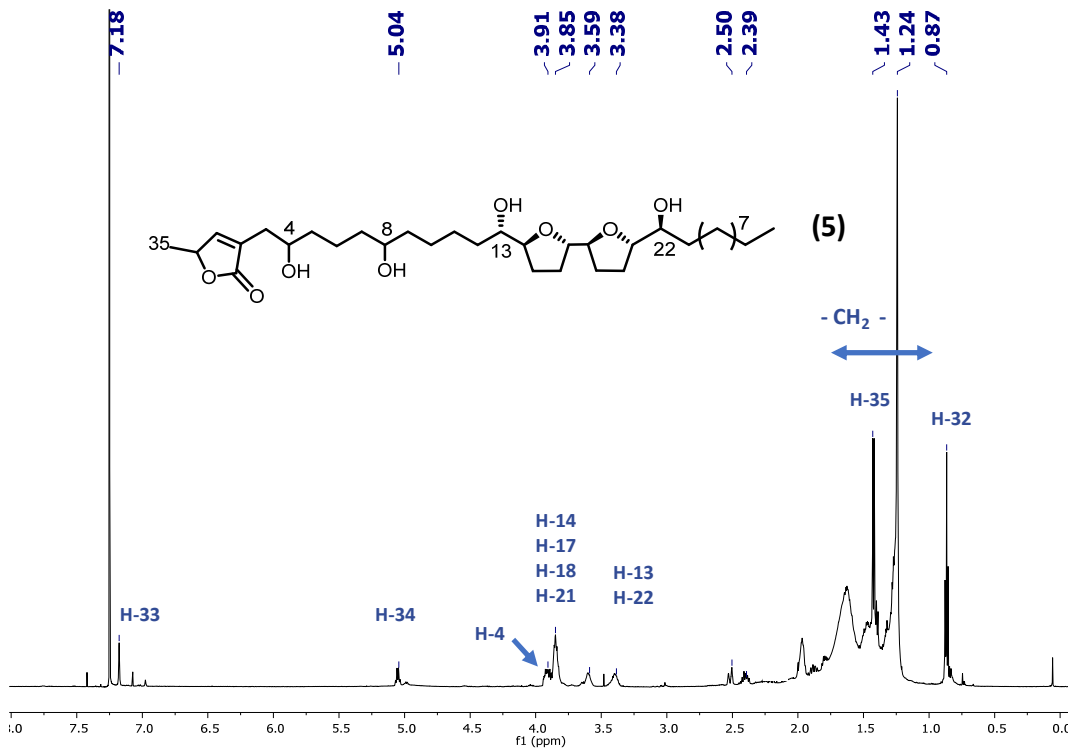 7.18
5.04
3.91
3.85
3.59
3.38
2.50
2.39
1.43
1.24
0.87
OH
OH
(5)
35
4
8
13
22
7
O
O
O
O
OH
OH
- CH₂ -
H-35
H-32
H-14
H-17
H-18
H-21
H-13
H-22
H-33
H-34
H-4
8.0 7.5 7.0 6.5 6.0 5.5 5.0 4.5 4.0 3.5 3.0 2.5 2.0 1.5 1.0 0.5 0.0
f1 (ppm)